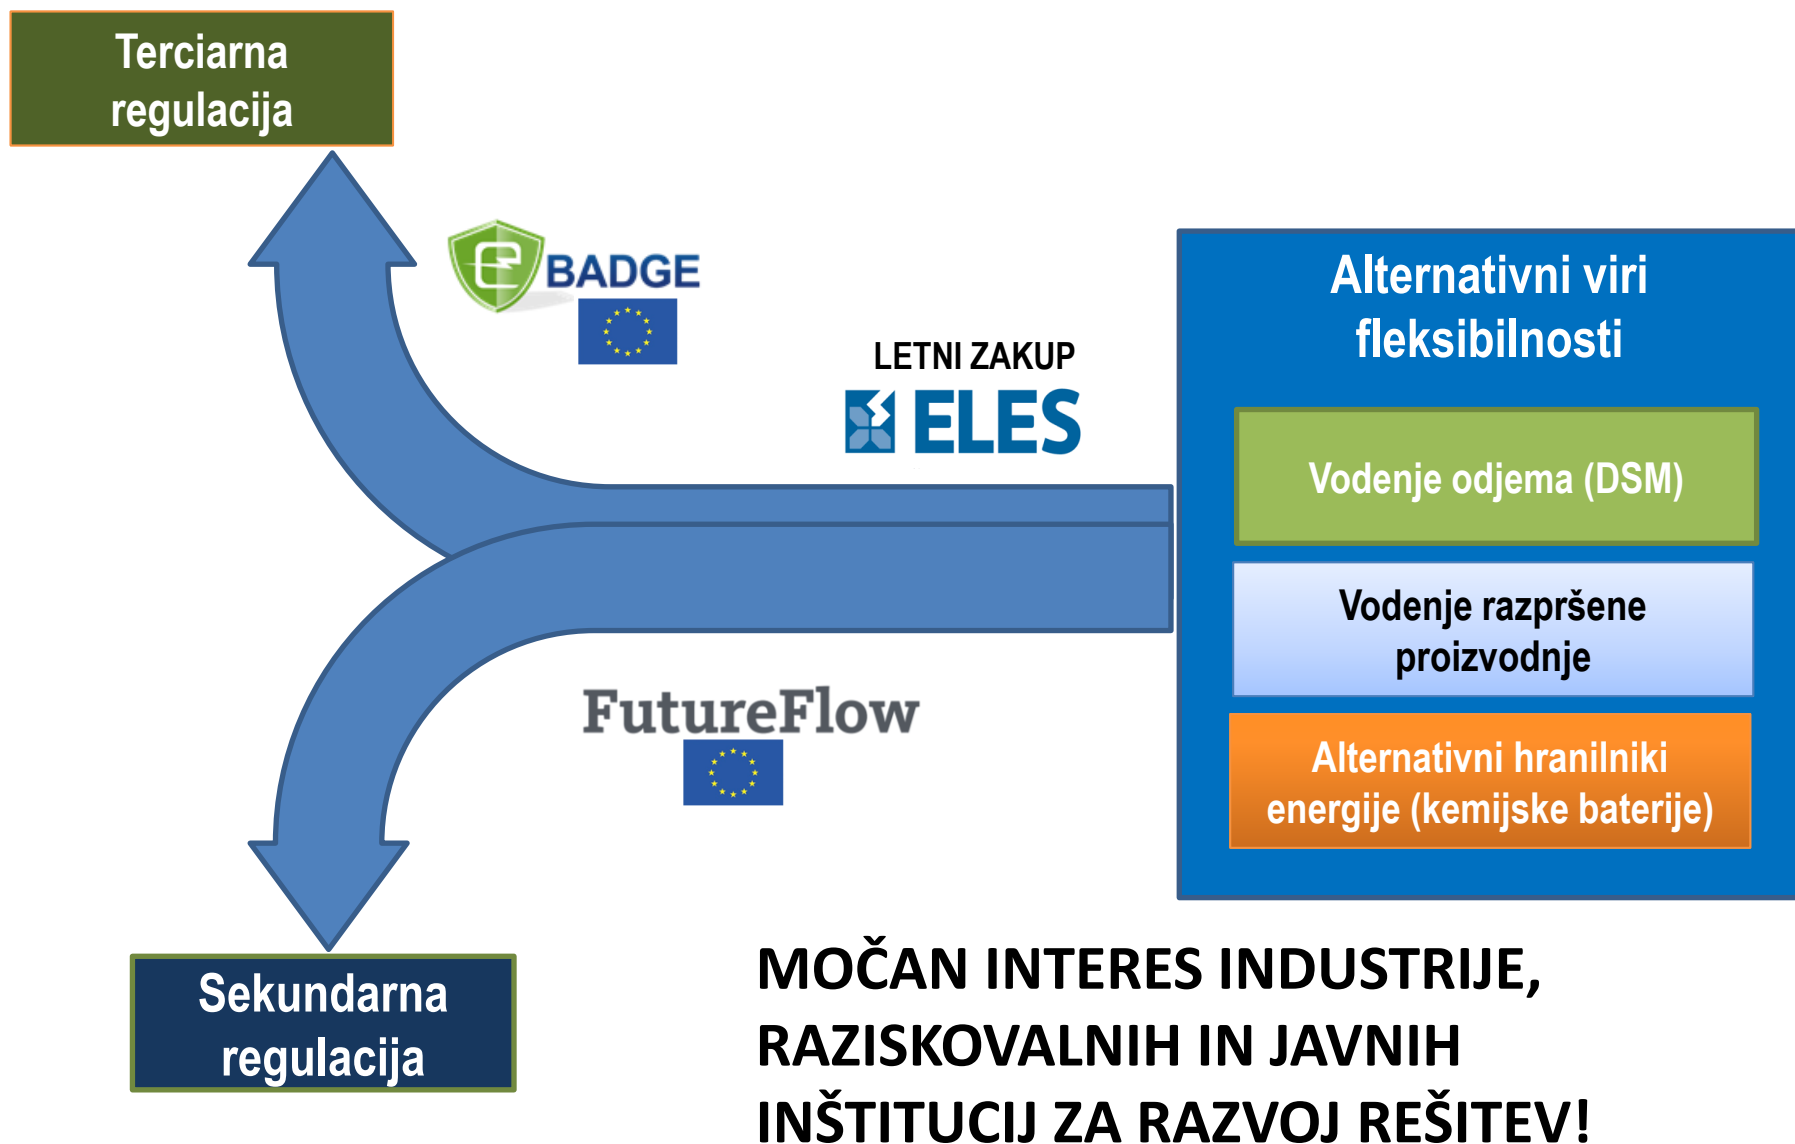 Terciarna
regulacija
e
BADGE
LETNI ZAKUP
ELES
Alternativni viri
fleksibilnosti
Vodenje odjema (DSM)
Vodenje razpršene
proizvodnje
Alternativni hranilniki
energije (kemijske baterije)
FutureFlow
Sekundarna
regulacija
MOČAN INTERES INDUSTRIJE,
RAZISKOVALNIH IN JAVNIH
INŠTITUCIJ ZA RAZVOJ REŠITEV!